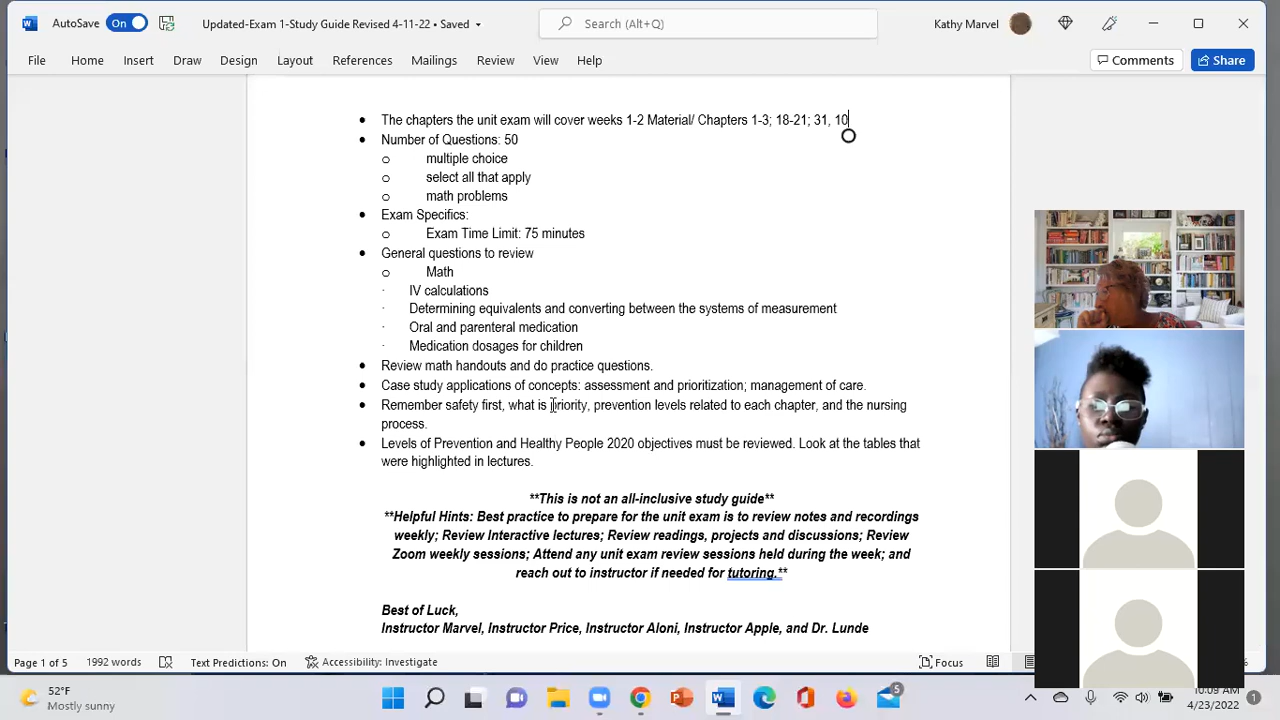 AutoSave On Updated-Exam 1-Study Guide Revised 4-11-22 • Saved Search (Alt+Q) Kathy Marvel
File Home Insert Draw Design Layout References Mailings Review View Help Comments Share
• The chapters the unit exam will cover weeks 1-2 Material/ Chapters 1-3; 18-21; 31, 10
• Number of Questions: 50
o multiple choice
o select all that apply
o math problems
• Exam Specifics:
o Exam Time Limit: 75 minutes
• General questions to review
o Math
· IV calculations
· Determining equivalents and converting between the systems of measurement
· Oral and parenteral medication
· Medication dosages for children
• Review math handouts and do practice questions.
• Case study applications of concepts: assessment and prioritization; management of care.
• Remember safety first, what is priority, prevention levels related to each chapter, and the nursing
process.
• Levels of Prevention and Healthy People 2020 objectives must be reviewed. Look at the tables that
were highlighted in lectures.
**This is not an all-inclusive study guide**
**Helpful Hints: Best practice to prepare for the unit exam is to review notes and recordings
weekly; Review Interactive lectures; Review readings, projects and discussions; Review
Zoom weekly sessions; Attend any unit exam review sessions held during the week; and
reach out to instructor if needed for tutoring.**
Best of Luck,
Instructor Marvel, Instructor Price, Instructor Aloni, Instructor Apple, and Dr. Lunde
Page 1 of 5 1992 words Text Predictions: On Accessibility: Investigate Focus
52°F
Mostly sunny
5
10:09 AM
4/23/2022
1